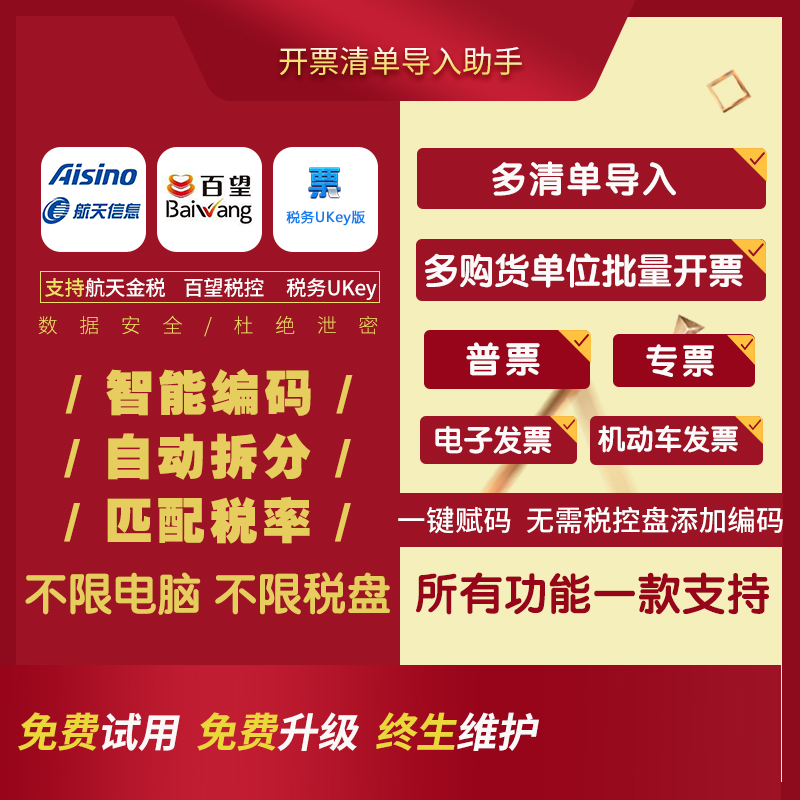 开票清单导入助手
Aisino
航天信息
百望
BaiWang
票
税务UKey版
支持航天金税 百望税控 税务UKey
数据安全/杜绝泄密
/ 智能编码 /
/ 自动拆分 /
/ 匹配税率 /
不限电脑 不限税盘
多清单导入
多购货单位批量开票
普票
专票
电子发票
机动车发票
一键赋码 无需税控盘添加编码
所有功能一款支持
免费试用 免费升级 终生维护